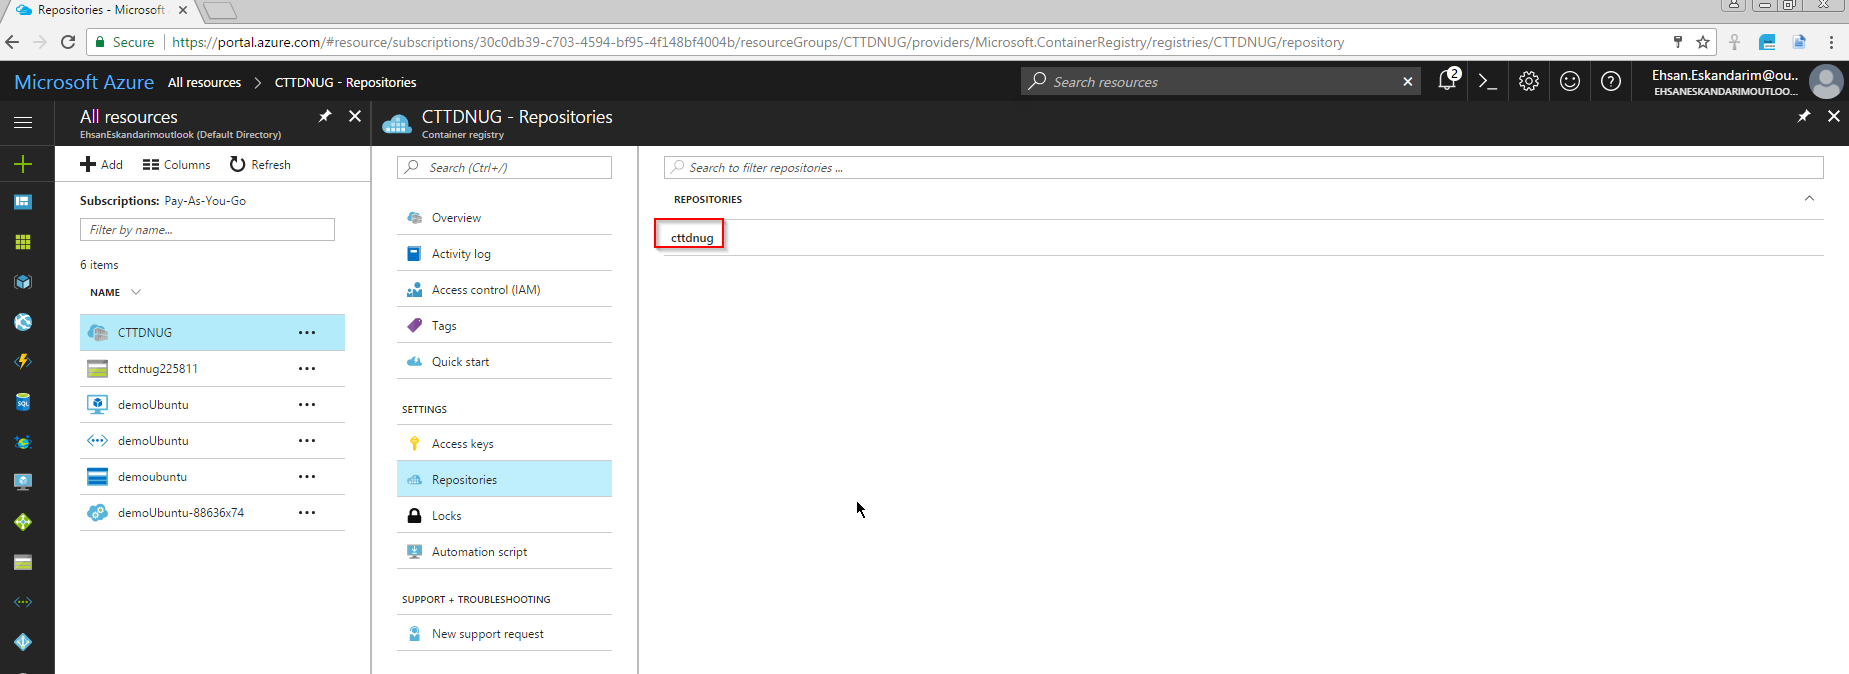 Repositories - Microsoft
Secure
https://portal.azure.com/#resource/subscriptions/30c0db39-c703-4594-bf95-4f148bf4004b/resourceGroups/CTTDNUG/providers/Microsoft.ContainerRegistry/registries/CTTDNUG/repository
Microsoft Azure
All resources
CTTDNUG - Repositories
Search resources
2
Ehsan.Eskandarim@ou..
EHSANESKANDARIMOUTLOO...
All resources
EhsanEskandarimoutlook (Default Directory)
Add
Columns
Refresh
Subscriptions: Pay-As-You-Go
Filter by name...
6 items
NAME
CTTDNUG
cttdnug225811
demoUbuntu
demoUbuntu
demoubuntu
demoUbuntu-88636x74
CTTDNUG - Repositories
Container registry
Search (Ctrl+/)
Overview
Activity log
Access control (IAM)
Tags
Quick start
SETTINGS
Access keys
Repositories
Locks
Automation script
SUPPORT + TROUBLESHOOTING
New support request
Search to filter repositories ...
REPOSITORIES
cttdnug
SQL